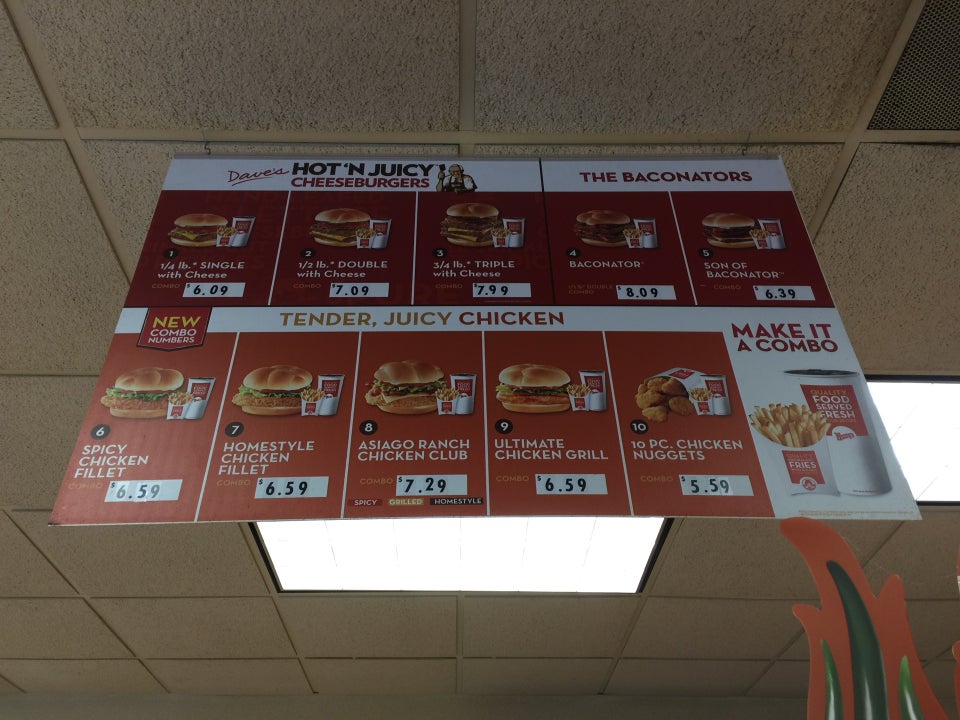 Dave's HOT 'N JUICY
CHEESEBURGERS
THE BACONATORS
1
1/4 lb.* SINGLE
with Cheese
COMBO $6.09
2
1/2 lb.* DOUBLE
with Cheese
COMBO $7.09
3
3/4 lb.* TRIPLE
with Cheese
COMBO $7.99
4
BACONATOR®
COMBO $8.09
5
SON OF
BACONATOR™
COMBO $6.39
NEW
COMBO
NUMBERS
TENDER, JUICY CHICKEN
6
SPICY
CHICKEN
FILLET
COMBO $6.59
7
HOMESTYLE
CHICKEN
FILLET
COMBO $6.59
8
ASIAGO RANCH
CHICKEN CLUB
COMBO $7.29
SPICY GRILLED HOMESTYLE
9
ULTIMATE
CHICKEN GRILL
COMBO $6.59
10
10 PC. CHICKEN
NUGGETS
COMBO $5.59
MAKE IT
A COMBO
QUALITY
FOOD
SERVED
FRESH
Wendy's
QUALITY
FRIES